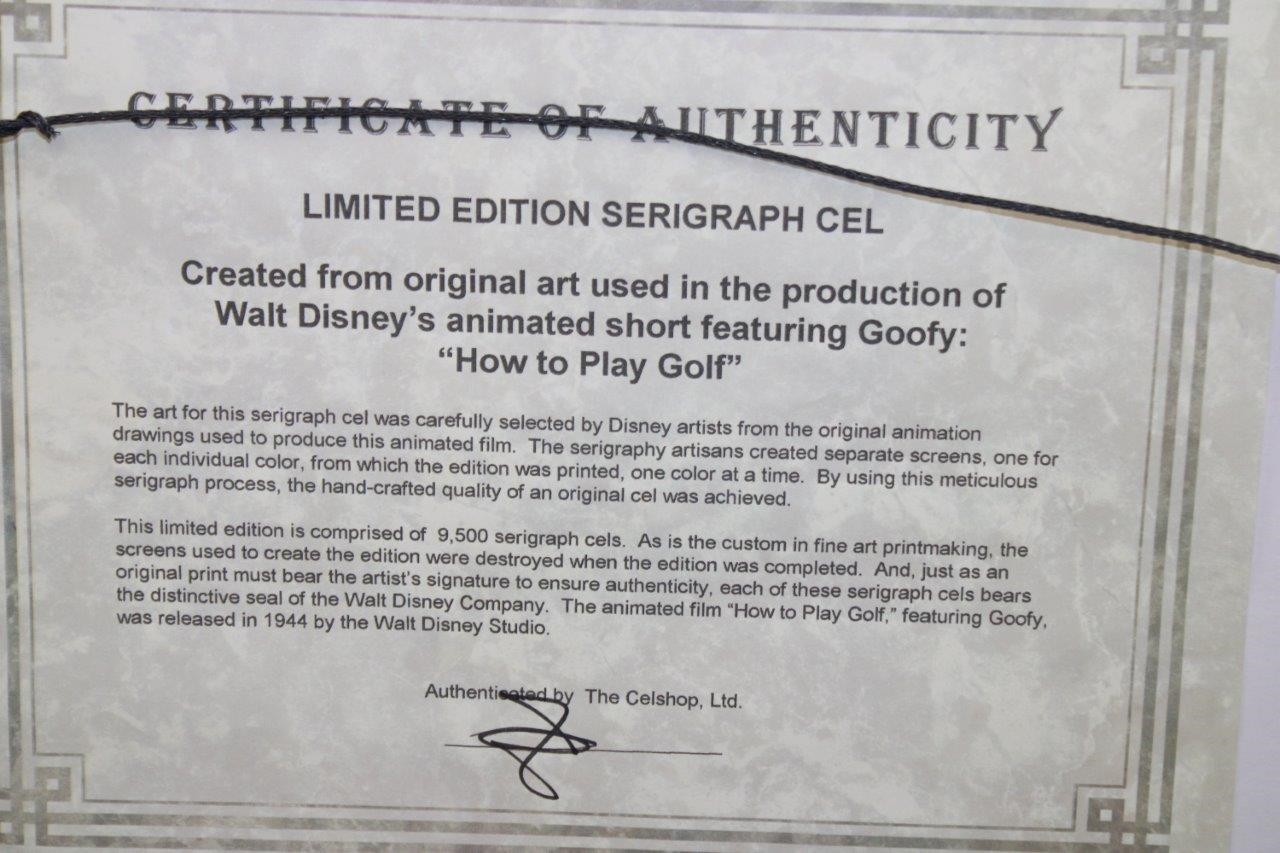 CERTIFICATE OF AUTHENTICITY
LIMITED EDITION SERIGRAPH CEL
Created from original art used in the production of
Walt Disney’s animated short featuring Goofy:
“How to Play Golf”
The art for this serigraph cel was carefully selected by Disney artists from the original animation
drawings used to produce this animated film.  The serigraphy artisans created separate screens, one for
each individual color, from which the edition was printed, one color at a time.  By using this meticulous
serigraph process, the hand-crafted quality of an original cel was achieved.
This limited edition is comprised of  9,500 serigraph cels.  As is the custom in fine art printmaking, the
screens used to create the edition were destroyed when the edition was completed.  And, just as an
original print must bear the artist’s signature to ensure authenticity, each of these serigraph cels bears
the distinctive seal of the Walt Disney Company.  The animated film “How to Play Golf,” featuring Goofy,
was released in 1944 by the Walt Disney Studio.
Authenticated by  The Celshop, Ltd.